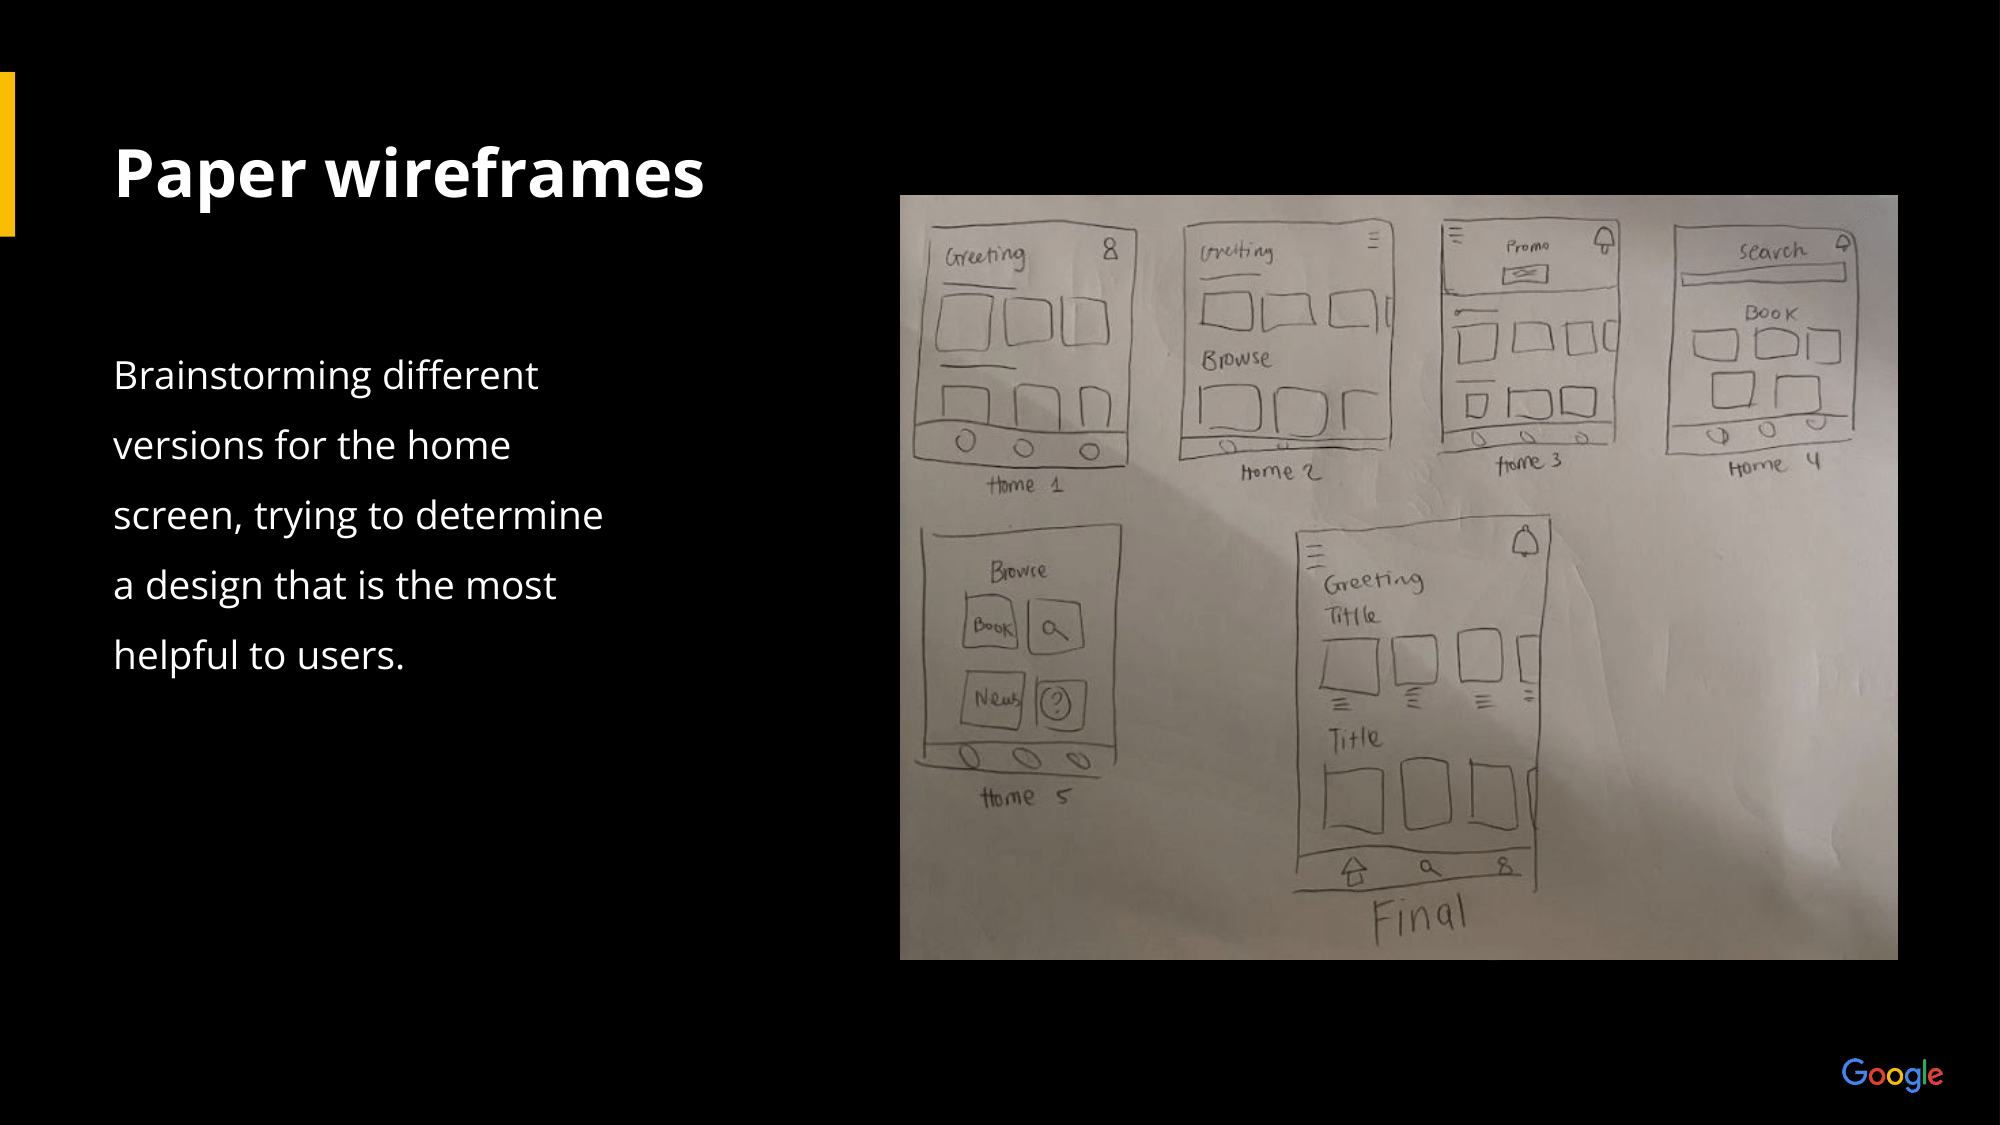 Paper wireframes
Brainstorming different
versions for the home
screen, trying to determine
a design that is the most
helpful to users.
Greeting
Home 1
Greeting
Browse
Home 2
Promo
Home 3
Search
Book
Home 4
Browse
Book
News
?
Home 5
Greeting
Tittle
Title
Final
Google